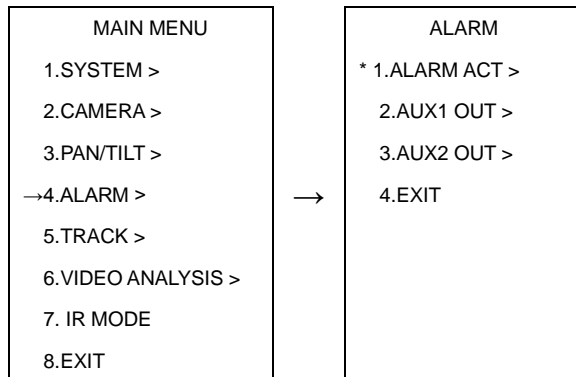 MAIN MENU
1.SYSTEM >
2.CAMERA >
3.PAN/TILT >
→4.ALARM >
5.TRACK >
6.VIDEO ANALYSIS >
7. IR MODE
8.EXIT
→
ALARM
* 1.ALARM ACT >
2.AUX1 OUT >
3.AUX2 OUT >
4.EXIT